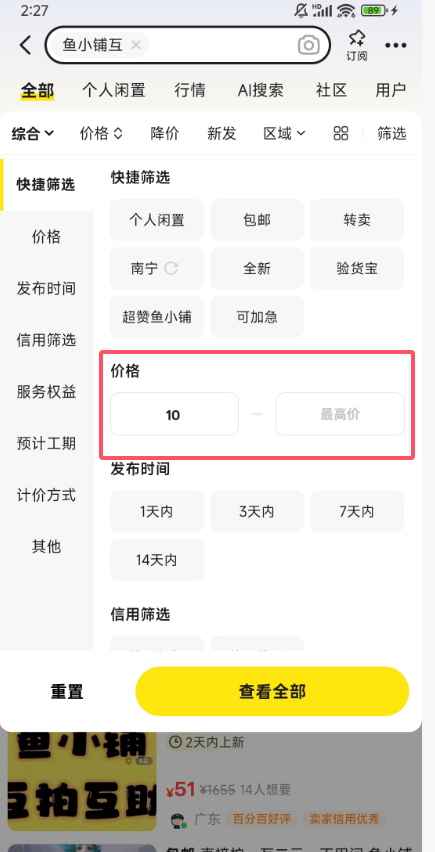 2:27
HD
89
鱼小铺互 ×
订阅
全部 个人闲置 行情 AI搜索 社区 用户
综合 价格 降价 新发 区域 筛选
快捷筛选
价格
发布时间
信用筛选
服务权益
预计工期
计价方式
其他
快捷筛选
个人闲置 包邮 转卖
南宁 全新 验货宝
超赞鱼小铺 可加急
价格
10 — 最高价
发布时间
1天内 3天内 7天内
14天内
信用筛选
重置 查看全部
鱼小铺
互拍互助
2天内上新
¥51 ¥1655 14人想要
广东 百分百好评 卖家信用优秀